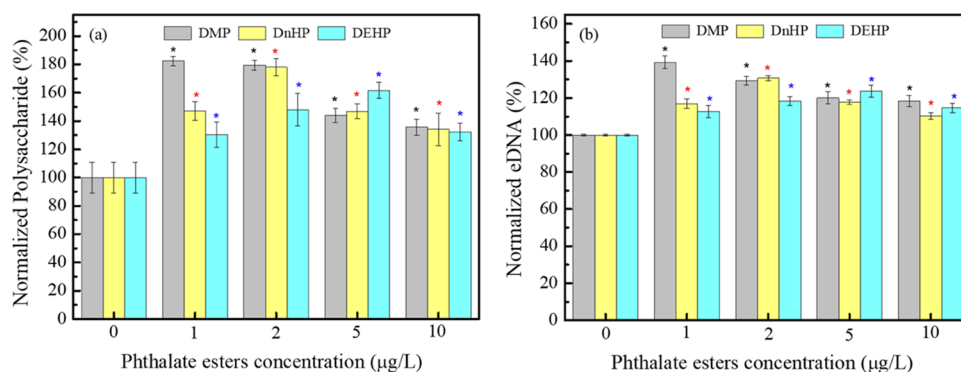 (a) DMP DnHP DEHP
Normalized Polysaccharide (%)
200
180
160
140
120
100
80
60
40
20
0
* * * * * * * * * * * *
0 1 2 5 10
Phthalate esters concentration (μg/L)
(b) DMP DnHP DEHP
Normalized eDNA (%)
160
140
120
100
80
60
40
20
0
* * * * * * * * * * * *
0 1 2 5 10
Phthalate esters concentration (μg/L)